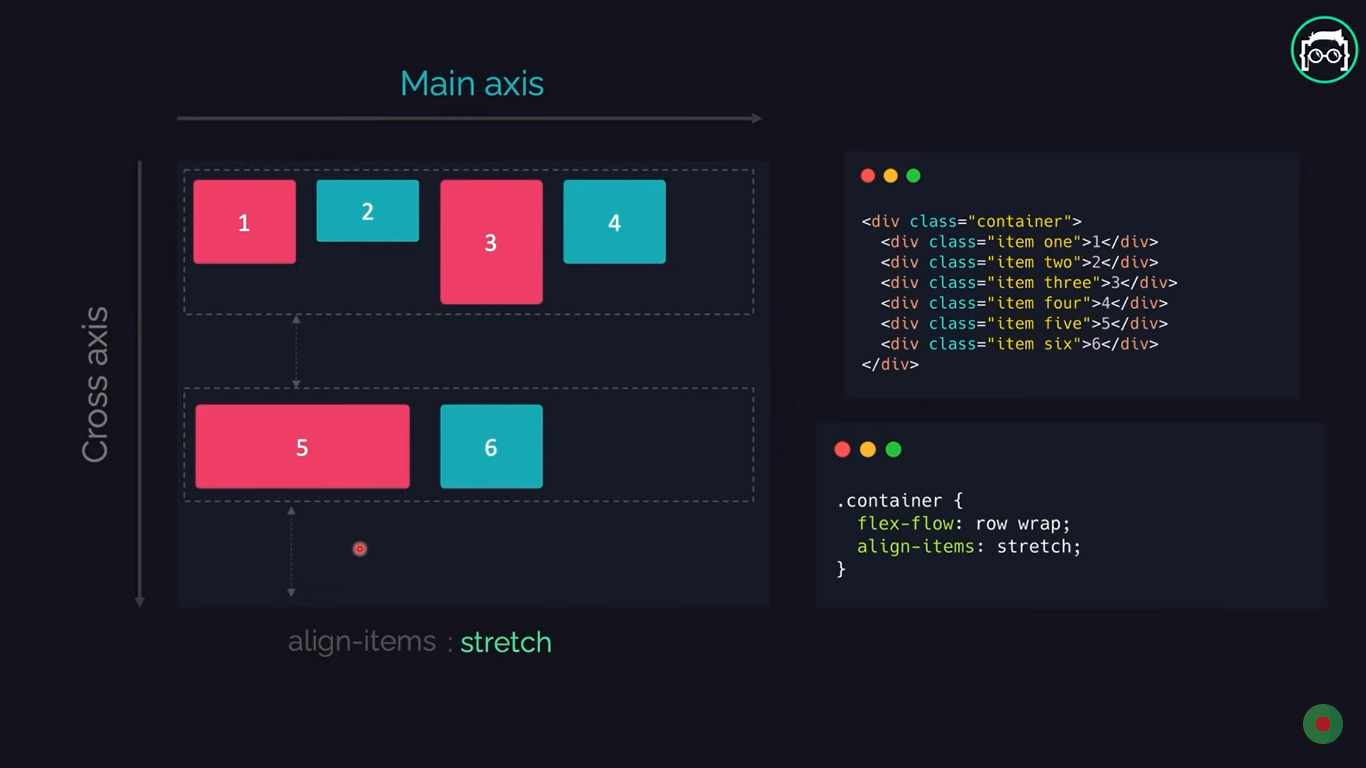 Main axis
Cross axis
1
2
3
4
5
6
align-items : stretch
<div class="container">
  <div class="item one">1</div>
  <div class="item two">2</div>
  <div class="item three">3</div>
  <div class="item four">4</div>
  <div class="item five">5</div>
  <div class="item six">6</div>
</div>
.container {
  flex-flow: row wrap;
  align-items: stretch;
}